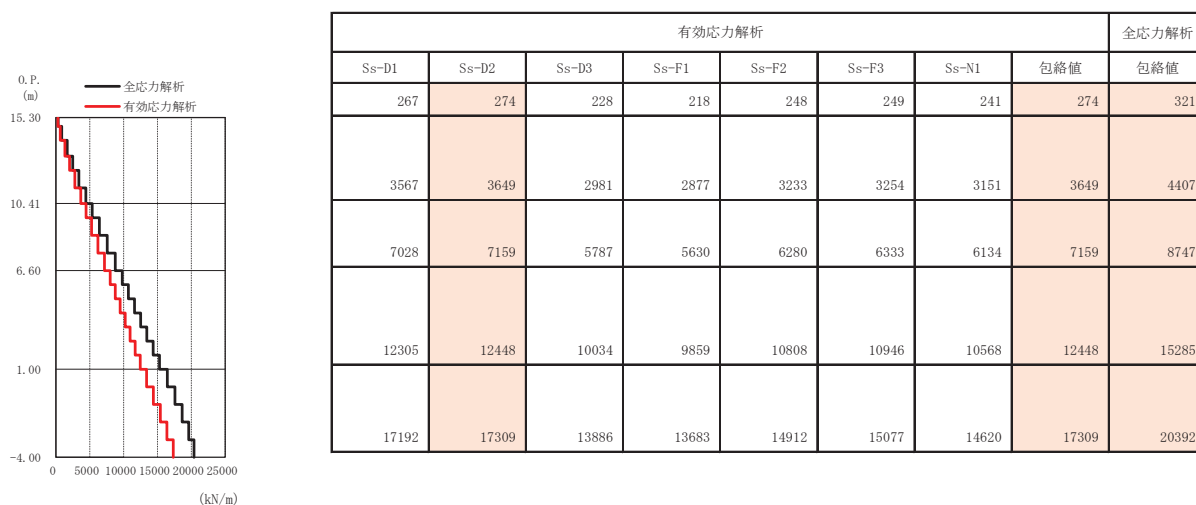 O.P.
(m)
全応力解析
有効応力解析
15.30
10.41
6.60
1.00
-4.00
0 5000 10000 15000 20000 25000
(kN/m)
有効応力解析 全応力解析
Ss-D1 Ss-D2 Ss-D3 Ss-F1 Ss-F2 Ss-F3 Ss-N1 包絡値 包絡値
267 274 228 218 248 249 241 274 321
3567 3649 2981 2877 3233 3254 3151 3649 4407
7028 7159 5787 5630 6280 6333 6134 7159 8747
12305 12448 10034 9859 10808 10946 10568 12448 15285
17192 17309 13886 13683 14912 15077 14620 17309 20392